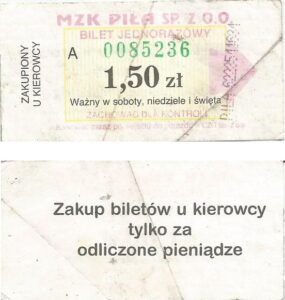 MZK PIŁA SP. Z O.O.
BILET JEDNORAZOWY
A 0085236
ZAKUPIONY
U KIEROWCY
1,50 zł
Ważny w soboty, niedziele i święta
ZACHOWAĆ DLA KONTROLI
Zakup biletów u kierowcy
tylko za
odliczone pieniądze